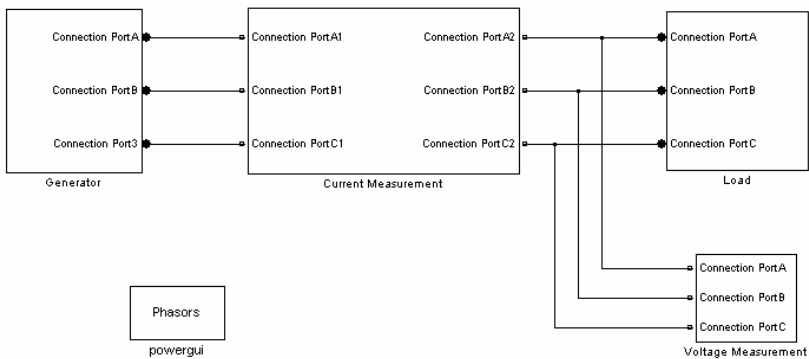 Connection PortA
Connection PortB
Connection Port3
Generator
Connection PortA1
Connection PortB1
Connection PortC1
Connection PortA2
Connection PortB2
Connection PortC2
Current Measurement
Connection PortA
Connection PortB
Connection PortC
Load
Phasors
powergui
Connection PortA
Connection PortB
Connection PortC
Voltage Measurement